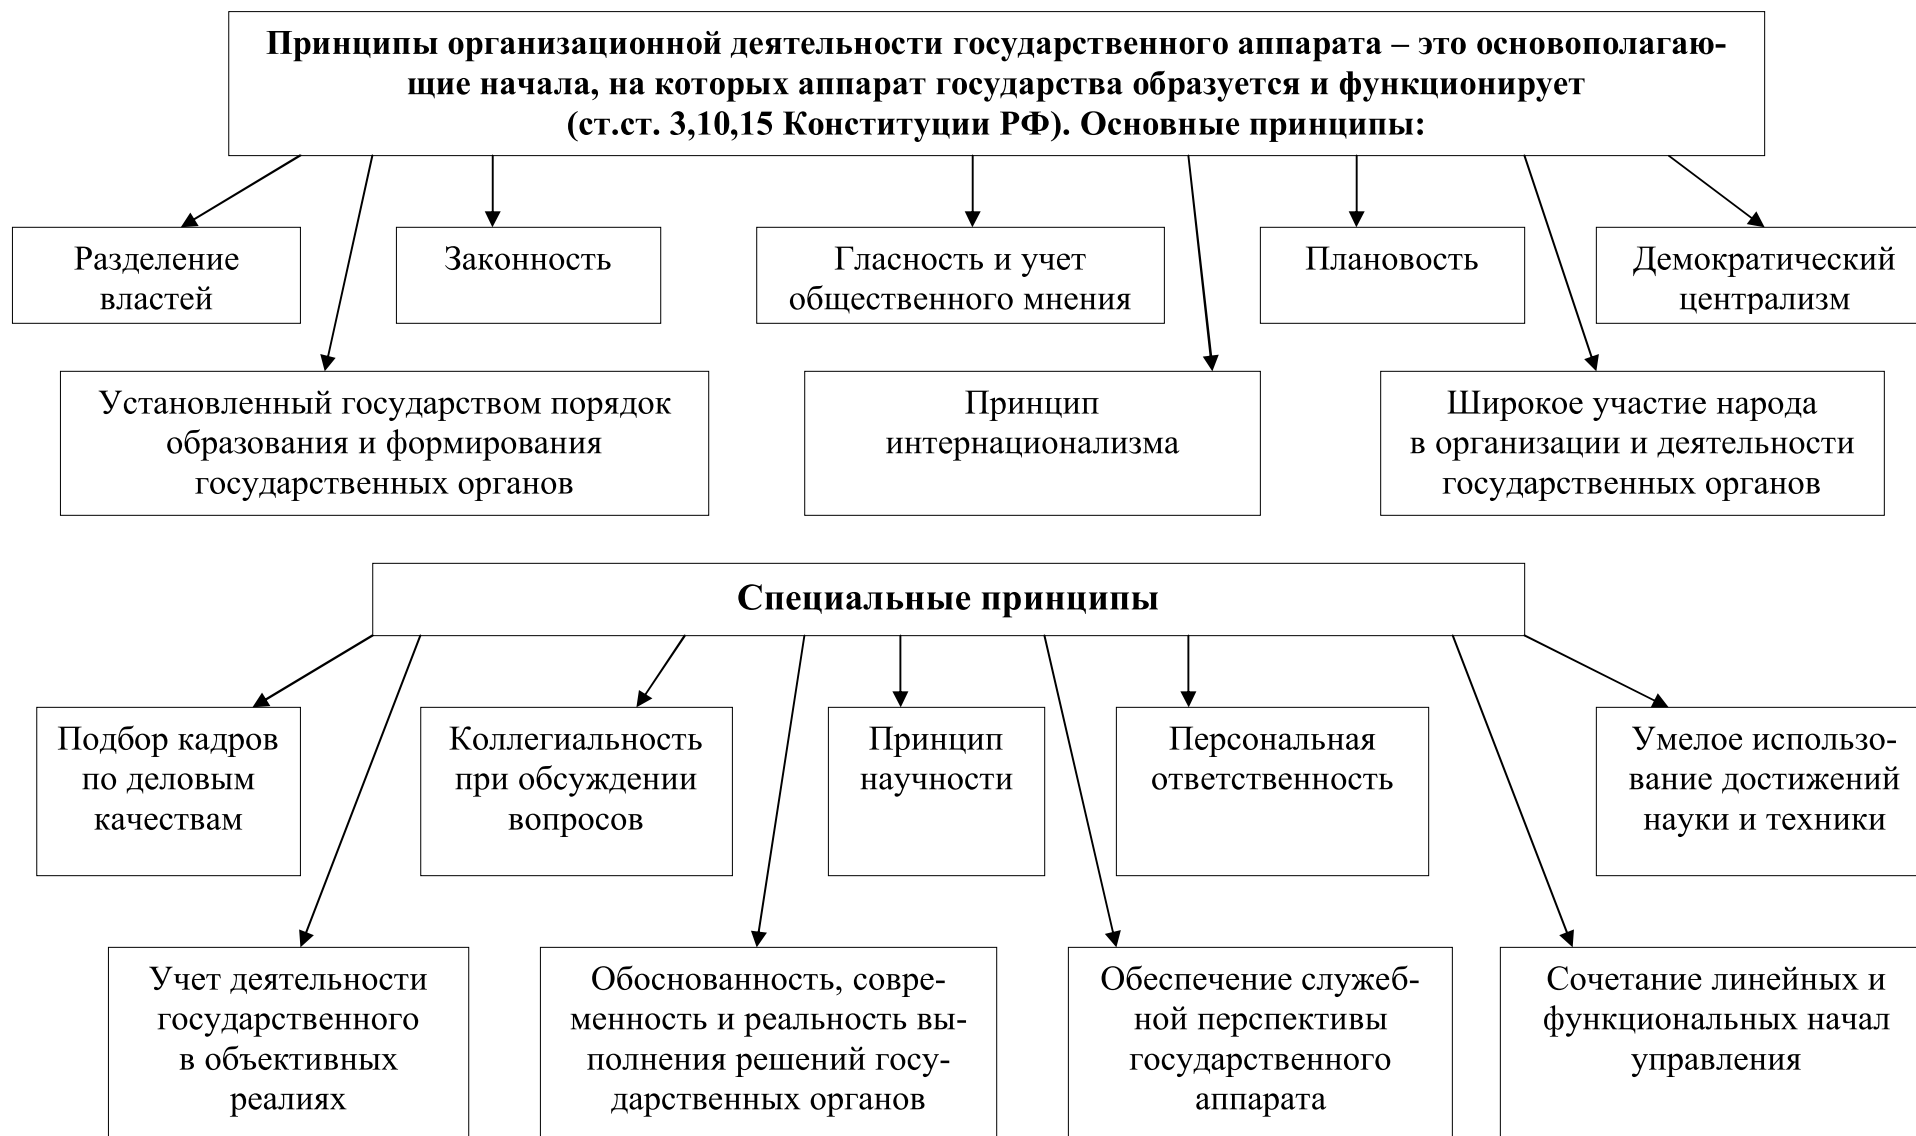 Принципы организационной деятельности государственного аппарата – это основополагаю-
щие начала, на которых аппарат государства образуется и функционирует
(ст.ст. 3,10,15 Конституции РФ). Основные принципы:
Разделение
властей
Законность
Гласность и учет
общественного мнения
Плановость
Демократический
централизм
Установленный государством порядок
образования и формирования
государственных органов
Принцип
интернационализма
Широкое участие народа
в организации и деятельности
государственных органов
Специальные принципы
Подбор кадров
по деловым
качествам
Коллегиальность
при обсуждении
вопросов
Принцип
научности
Персональная
ответственность
Умелое использо-
вание достижений
науки и техники
Учет деятельности
государственного
в объективных
реалиях
Обоснованность, совре-
менность и реальность вы-
полнения решений госу-
дарственных органов
Обеспечение служеб-
ной перспективы
государственного
аппарата
Сочетание линейных и
функциональных начал
управления